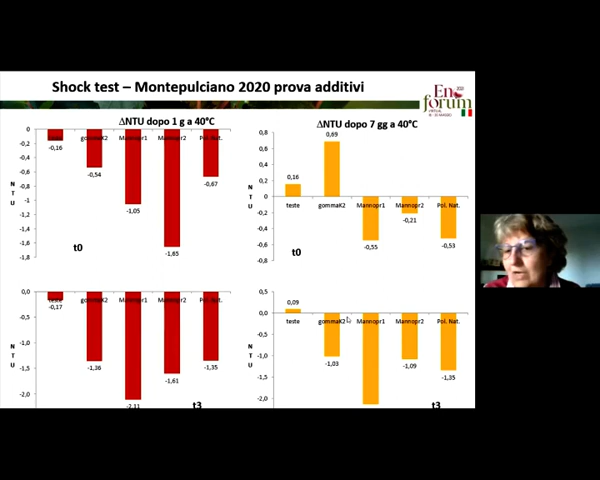 Shock test – Montepulciano 2020 prova additivi
En
forum
2021
ΔNTU dopo 1 g a 40°C
0
-0,2
-0,4
-0,6
-0,8
-1
-1,2
-1,4
-1,6
-1,8
N
T
U
gommaK2
Mannopr1
Mannopr2
Pol. Nat.
-0,16
-0,54
-1,05
-1,65
-0,67
t0
ΔNTU dopo 7 gg a 40°C
0,8
0,6
0,4
0,2
0
-0,2
-0,4
-0,6
-0,8
N
T
U
0,16
0,69
teste
gommaK2
Mannopr1
Mannopr2
Pol. Nat.
-0,55
-0,21
-0,53
t0
0,0
-0,5
-1,0
-1,5
-2,0
N
T
U
gommaK2
Mannopr1
Mannopr2
Pol. Nat.
-0,17
-1,36
-2,11
-1,61
-1,35
t3
0,5
0,0
-0,5
-1,0
-1,5
-2,0
N
T
U
0,09
teste
gommaK2
Mannopr1
Mannopr2
Pol. Nat.
-1,03
-1,09
-1,35
t3